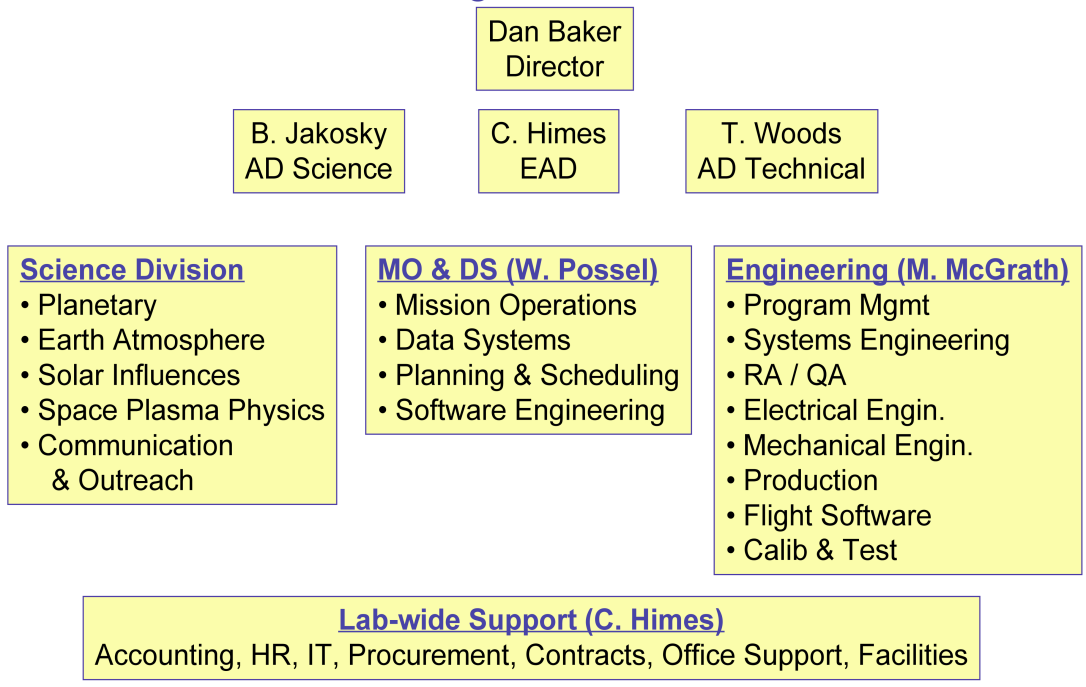 Dan Baker
Director
B. Jakosky
AD Science
C. Himes
EAD
T. Woods
AD Technical
Science Division
• Planetary
• Earth Atmosphere
• Solar Influences
• Space Plasma Physics
• Communication
& Outreach
MO & DS (W. Possel)
• Mission Operations
• Data Systems
• Planning & Scheduling
• Software Engineering
Engineering (M. McGrath)
• Program Mgmt
• Systems Engineering
• RA / QA
• Electrical Engin.
• Mechanical Engin.
• Production
• Flight Software
• Calib & Test
Lab-wide Support (C. Himes)
Accounting, HR, IT, Procurement, Contracts, Office Support, Facilities